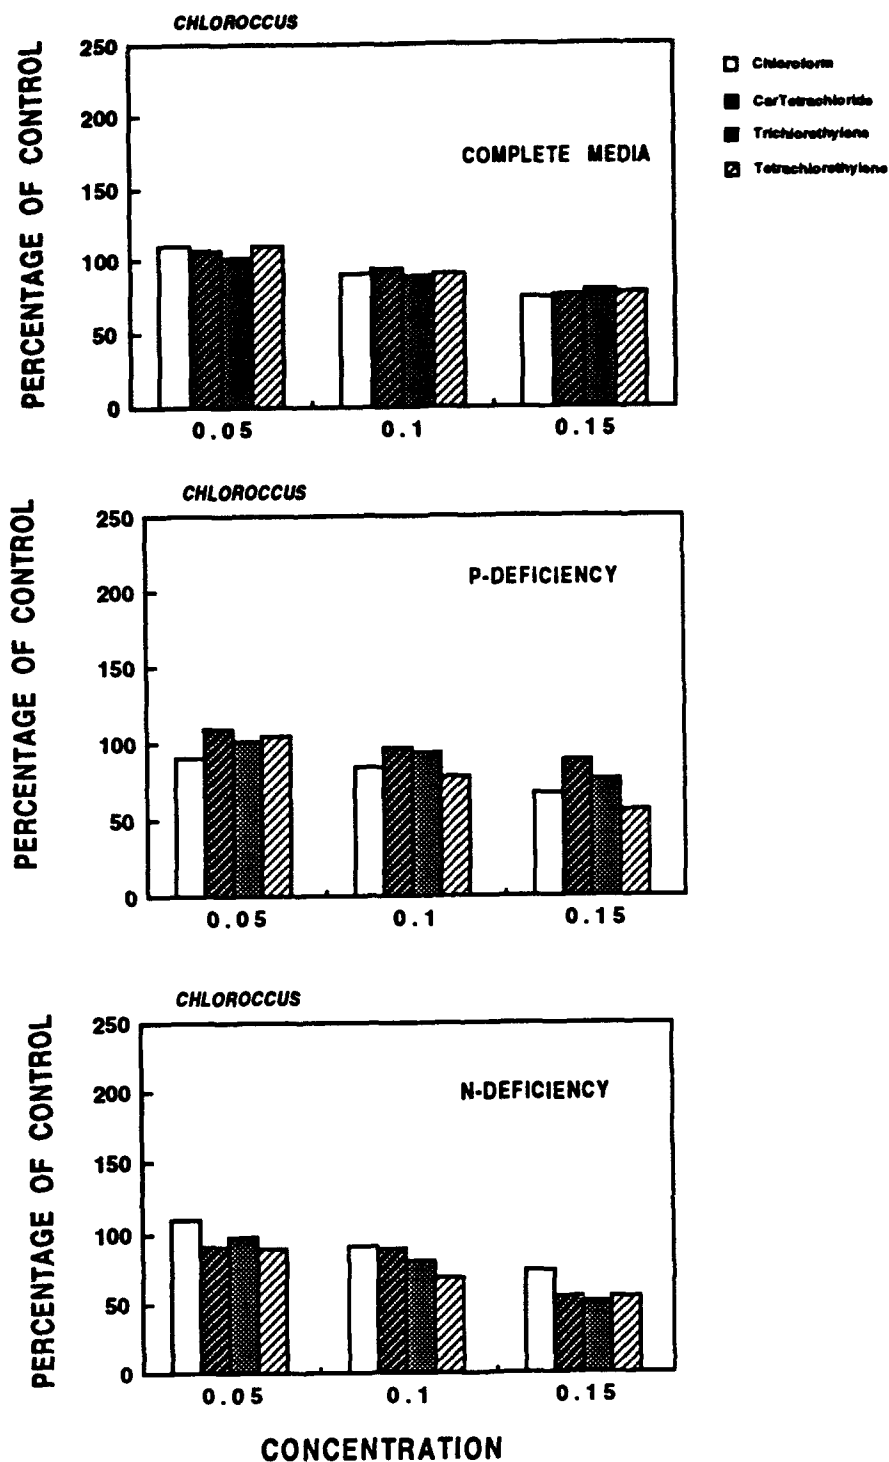 CHLOROCCUS
PERCENTAGE OF CONTROL
250
200
150
100
50
0
COMPLETE MEDIA
0.05 0.1 0.15
Chloroform
CarTetrachloride
Trichlorethylene
Tetrachlorethylene
CHLOROCCUS
PERCENTAGE OF CONTROL
250
200
150
100
50
0
P-DEFICIENCY
0.05 0.1 0.15
CHLOROCCUS
PERCENTAGE OF CONTROL
250
200
150
100
50
0
N-DEFICIENCY
0.05 0.1 0.15
CONCENTRATION